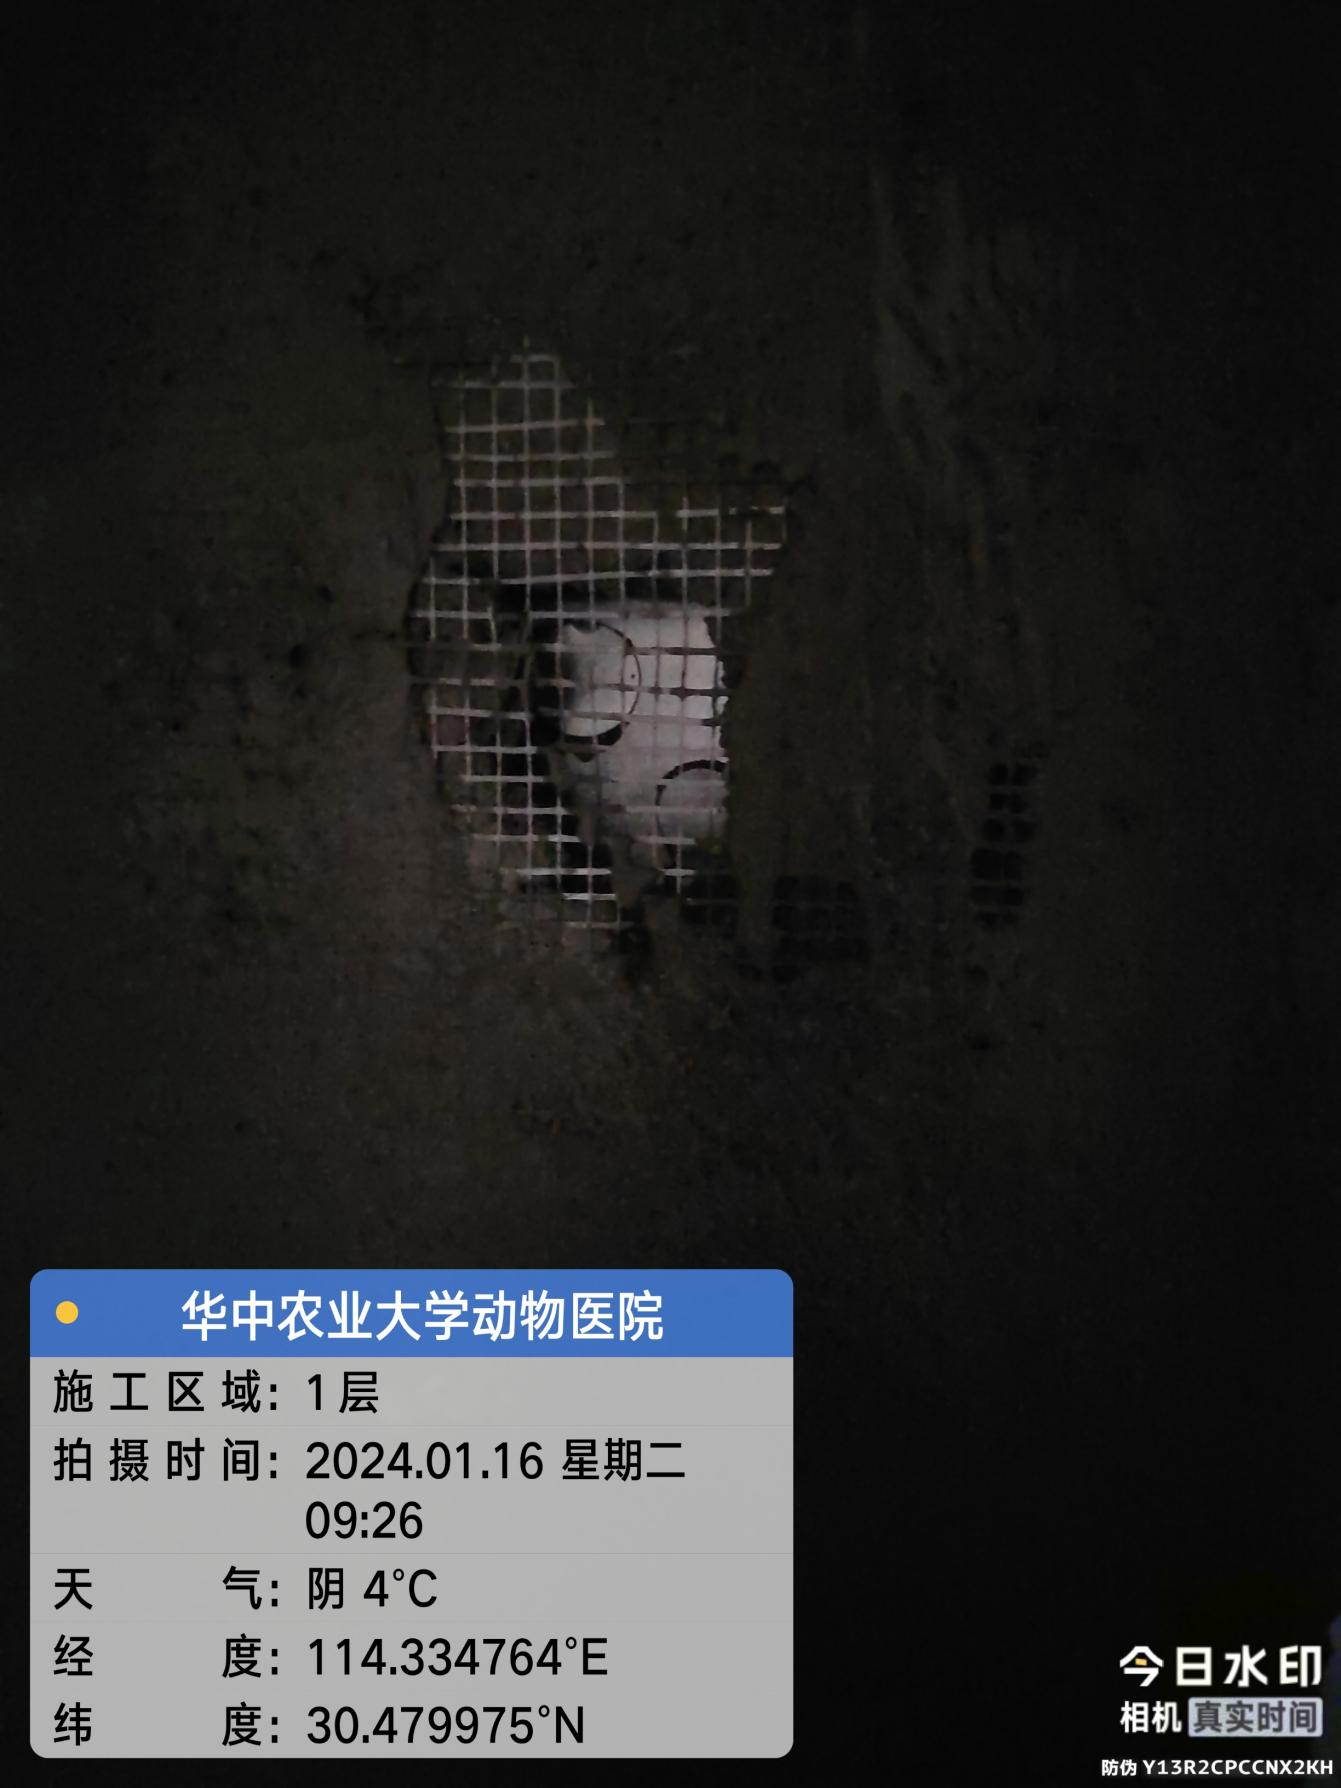 华中农业大学动物医院
施工区域: 1层
拍摄时间: 2024.01.16 星期二
09:26
天气: 阴 4°C
经度: 114.334764°E
纬度: 30.479975°N
今日水印
相机 真实时间
防伪 Y13R2CPCCNX2KH